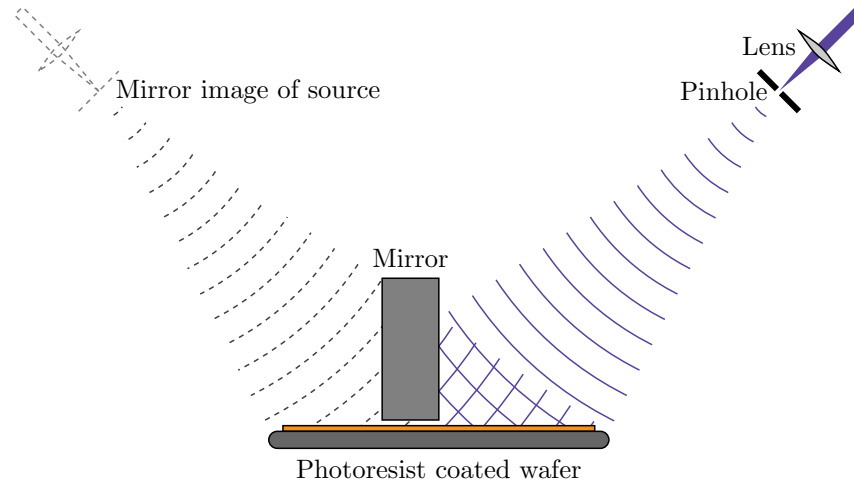 Lens
Mirror image of source
Pinhole
Mirror
Photoresist coated wafer